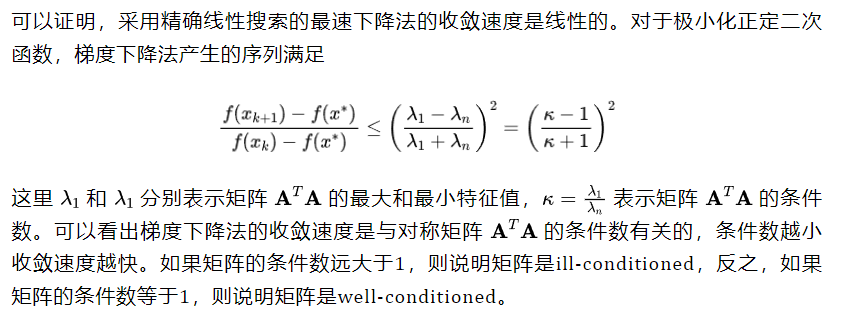 可以证明，采用精确线性搜索的最速下降法的收敛速度是线性的。对于极小化正定二次
函数，梯度下降法产生的序列满足
$$\frac{f(x_{k+1}) - f(x^*)}{f(x_k) - f(x^*)} \leq \left(\frac{\lambda_1 - \lambda_n}{\lambda_1 + \lambda_n}\right)^2 = \left(\frac{\kappa - 1}{\kappa + 1}\right)^2$$
这里 $\lambda_1$ 和 $\lambda_1$ 分别表示矩阵 $\mathbf{A}^T\mathbf{A}$ 的最大和最小特征值，$\kappa = \frac{\lambda_1}{\lambda_n}$ 表示矩阵 $\mathbf{A}^T\mathbf{A}$ 的条件
数。可以看出梯度下降法的收敛速度是与对称矩阵 $\mathbf{A}^T\mathbf{A}$ 的条件数有关的，条件数越小
收敛速度越快。如果矩阵的条件数远大于1，则说明矩阵是ill-conditioned，反之，如果
矩阵的条件数等于1，则说明矩阵是well-conditioned。